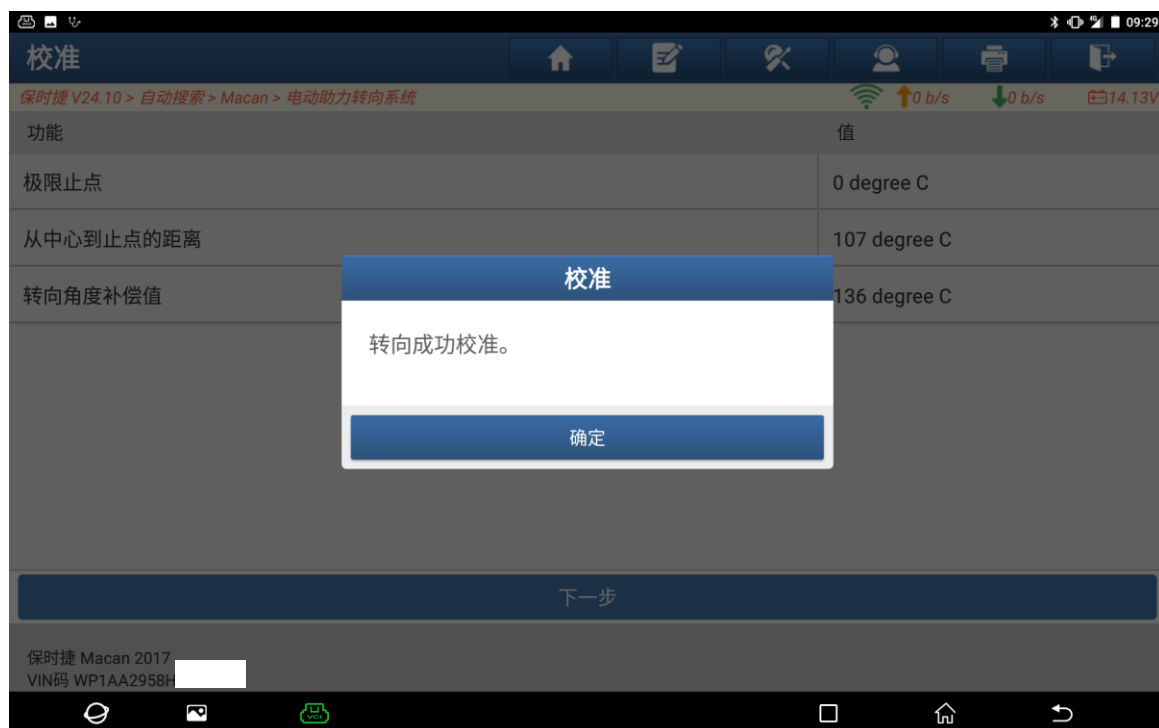 4G 09:29
校准
保时捷 V24.10 > 自动搜索 > Macan > 电动助力转向系统 0 b/s 0 b/s 14.13V
功能 值
极限止点 0 degree C
从中心到止点的距离 107 degree C
转向角度补偿值 136 degree C
校准
转向成功校准。
确定
下一步
保时捷 Macan 2017
VIN码 WP1AA2958H
VCI